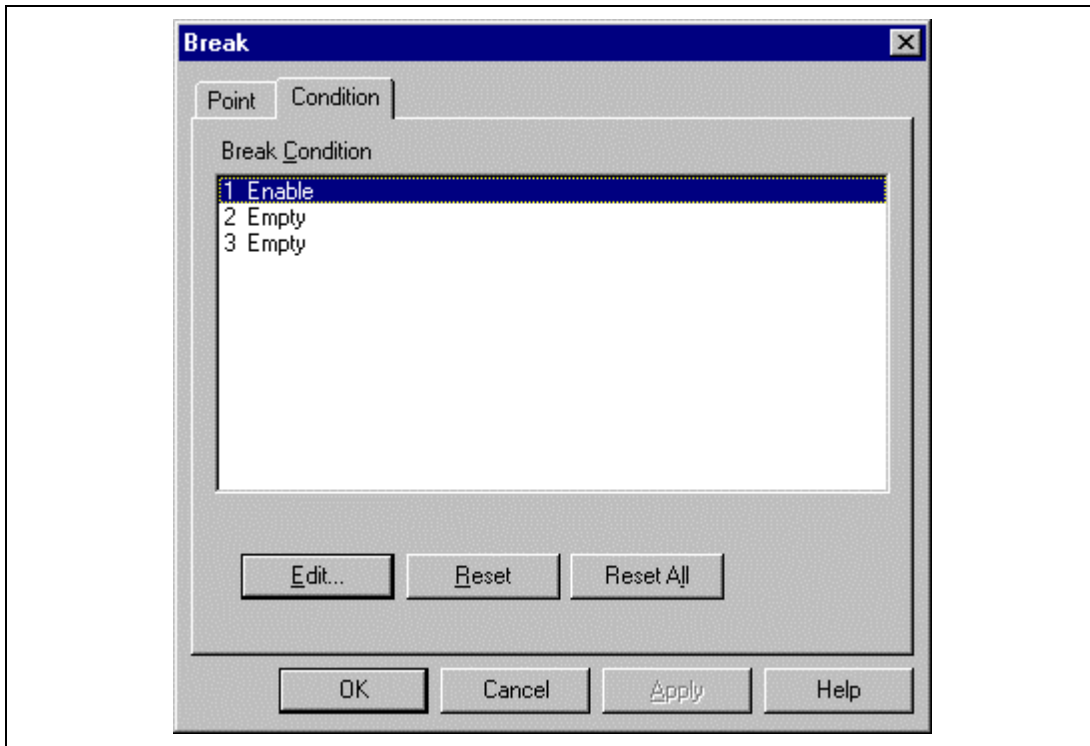 Break
Point Condition
Break Condition
1 Enable
2 Empty
3 Empty
Edit... Reset Reset All
OK Cancel Apply Help